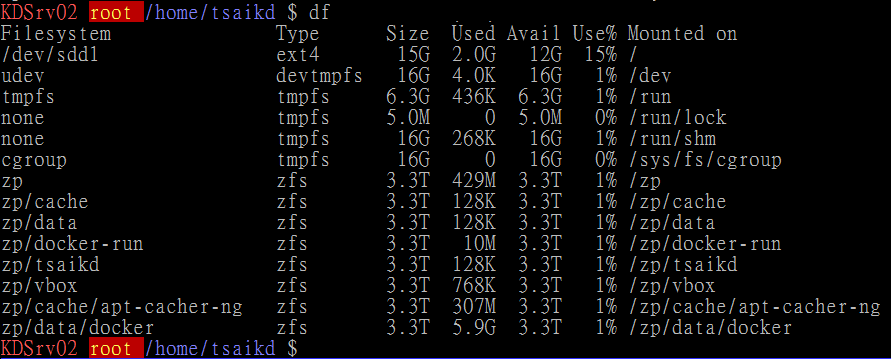 KDSrv02 root /home/tsaikd $ df
Filesystem Type Size Used Avail Use% Mounted on
/dev/sdd1 ext4 15G 2.0G 12G 15% /
udev devtmpfs 16G 4.0K 16G 1% /dev
tmpfs tmpfs 6.3G 436K 6.3G 1% /run
none tmpfs 5.0M 0 5.0M 0% /run/lock
none tmpfs 16G 268K 16G 1% /run/shm
cgroup tmpfs 16G 0 16G 0% /sys/fs/cgroup
zp zfs 3.3T 429M 3.3T 1% /zp
zp/cache zfs 3.3T 128K 3.3T 1% /zp/cache
zp/data zfs 3.3T 128K 3.3T 1% /zp/data
zp/docker-run zfs 3.3T 10M 3.3T 1% /zp/docker-run
zp/tsaikd zfs 3.3T 128K 3.3T 1% /zp/tsaikd
zp/vbox zfs 3.3T 768K 3.3T 1% /zp/vbox
zp/cache/apt-cacher-ng zfs 3.3T 307M 3.3T 1% /zp/cache/apt-cacher-ng
zp/data/docker zfs 3.3T 5.9G 3.3T 1% /zp/data/docker
KDSrv02 root /home/tsaikd $